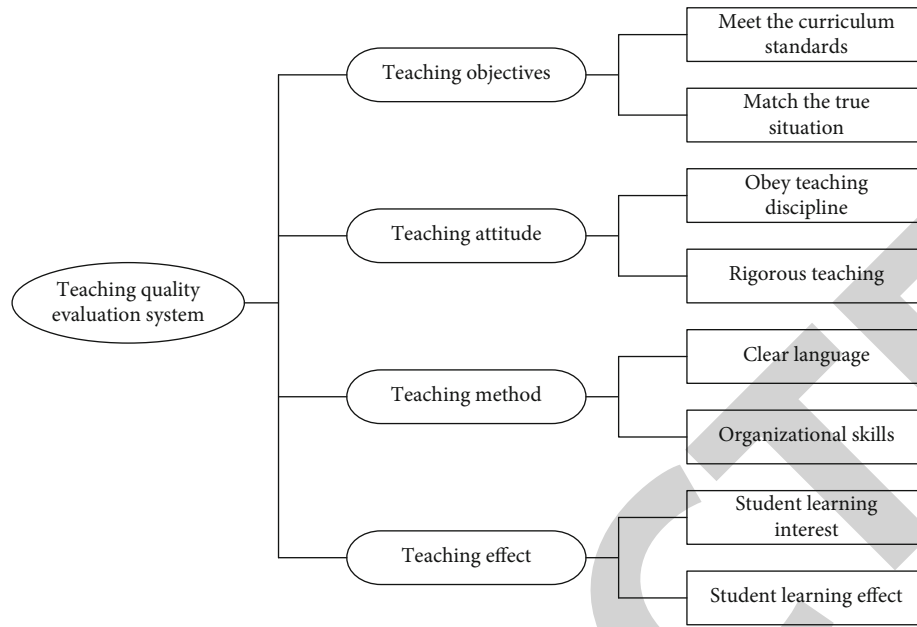 Teaching quality
evaluation system
Teaching objectives
Meet the curriculum
standards
Match the true
situation
Teaching attitude
Obey teaching
discipline
Rigorous teaching
Teaching method
Clear language
Organizational skills
Teaching effect
Student learning
interest
Student learning effect